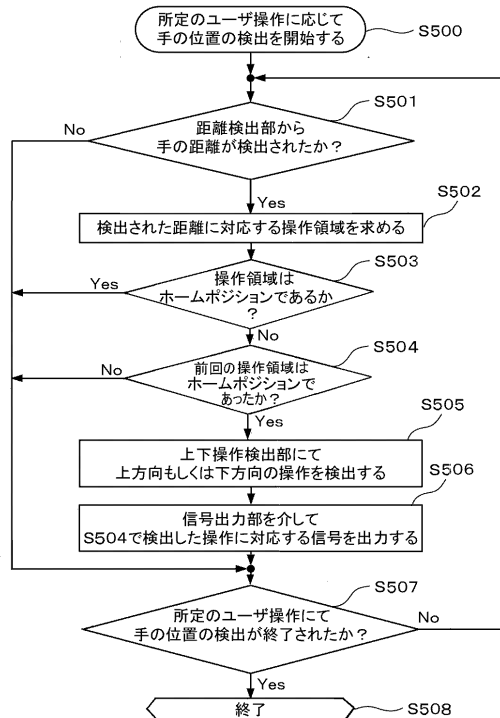 所定のユーザ操作に応じて
手の位置の検出を開始する
S500
S501
距離検出部から
手の距離が検出されたか？
No
Yes
S502
検出された距離に対応する操作領域を求める
S503
操作領域は
ホームポジションであるか
？
Yes
No
S504
前回の操作領域は
ホームポジションで
あったか？
No
Yes
S505
上下操作検出部にて
上方向もしくは下方向の操作を検出する
S506
信号出力部を介して
S504で検出した操作に対応する信号を出力する
S507
所定のユーザ操作にて
手の位置の検出が終了されたか？
No
Yes
終了
S508